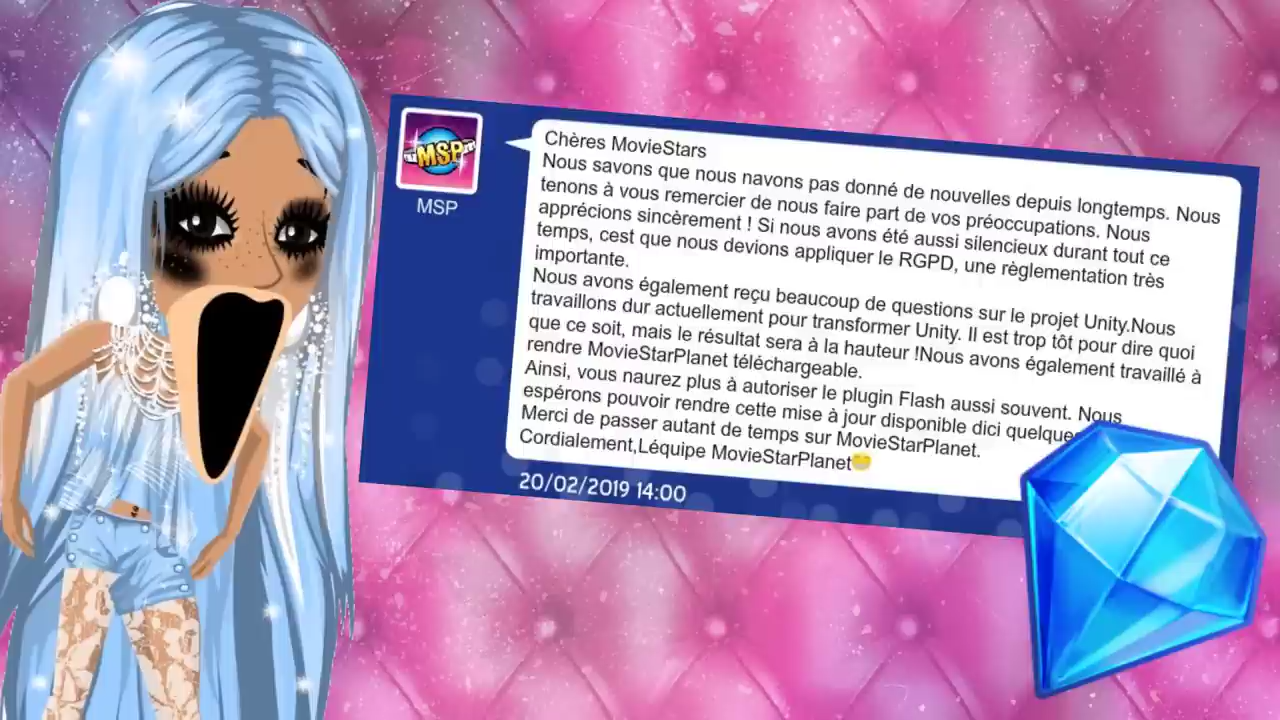 MSP
MSP
Chères MovieStars
Nous savons que nous navons pas donné de nouvelles depuis longtemps. Nous
tenons à vous remercier de nous faire part de vos préoccupations. Nous
apprécions sincèrement ! Si nous avons été aussi silencieux durant tout ce
temps, cest que nous devions appliquer le RGPD, une règlementation très
importante.
Nous avons également reçu beaucoup de questions sur le projet Unity.Nous
travaillons dur actuellement pour transformer Unity. Il est trop tôt pour dire quoi
que ce soit, mais le résultat sera à la hauteur !Nous avons également travaillé à
rendre MovieStarPlanet téléchargeable.
Ainsi, vous naurez plus à autoriser le plugin Flash aussi souvent. Nous
espérons pouvoir rendre cette mise à jour disponible dici quelque
Merci de passer autant de temps sur MovieStarPlanet.
Cordialement,Léquipe MovieStarPlanet😁
20/02/2019 14:00